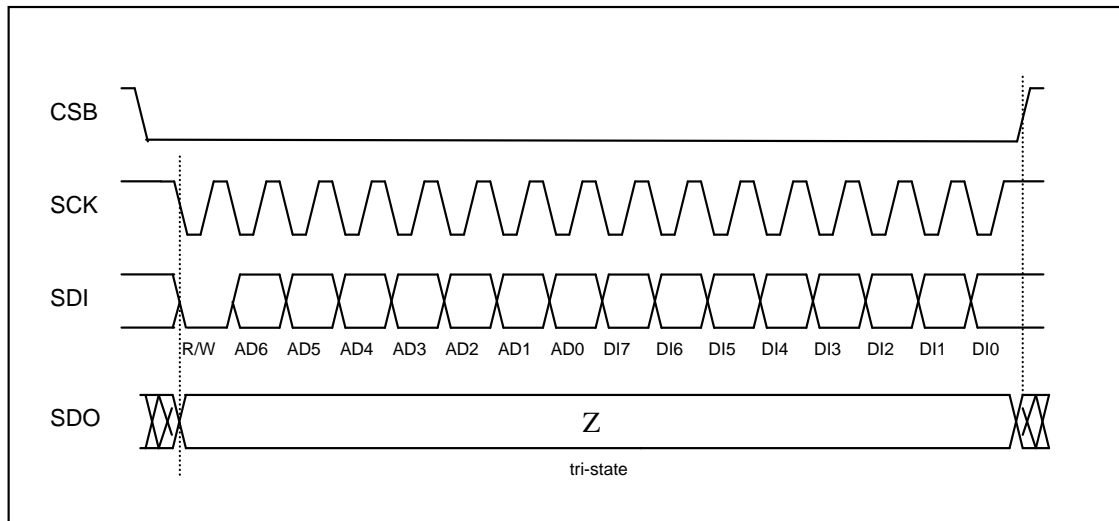 CSB
SCK
SDI
R/W AD6 AD5 AD4 AD3 AD2 AD1 AD0 DI7 DI6 DI5 DI4 DI3 DI2 DI1 DI0
SDO
Z
tri-state